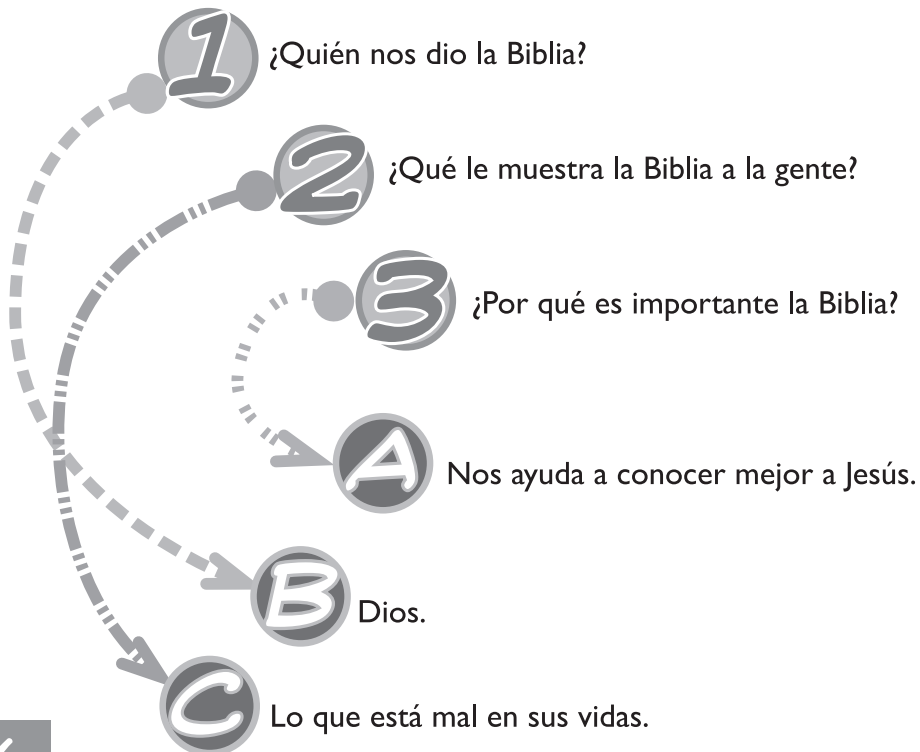 1 ¿Quién nos dio la Biblia?
2 ¿Qué le muestra la Biblia a la gente?
3 ¿Por qué es importante la Biblia?
A Nos ayuda a conocer mejor a Jesús.
B Dios.
C Lo que está mal en sus vidas.